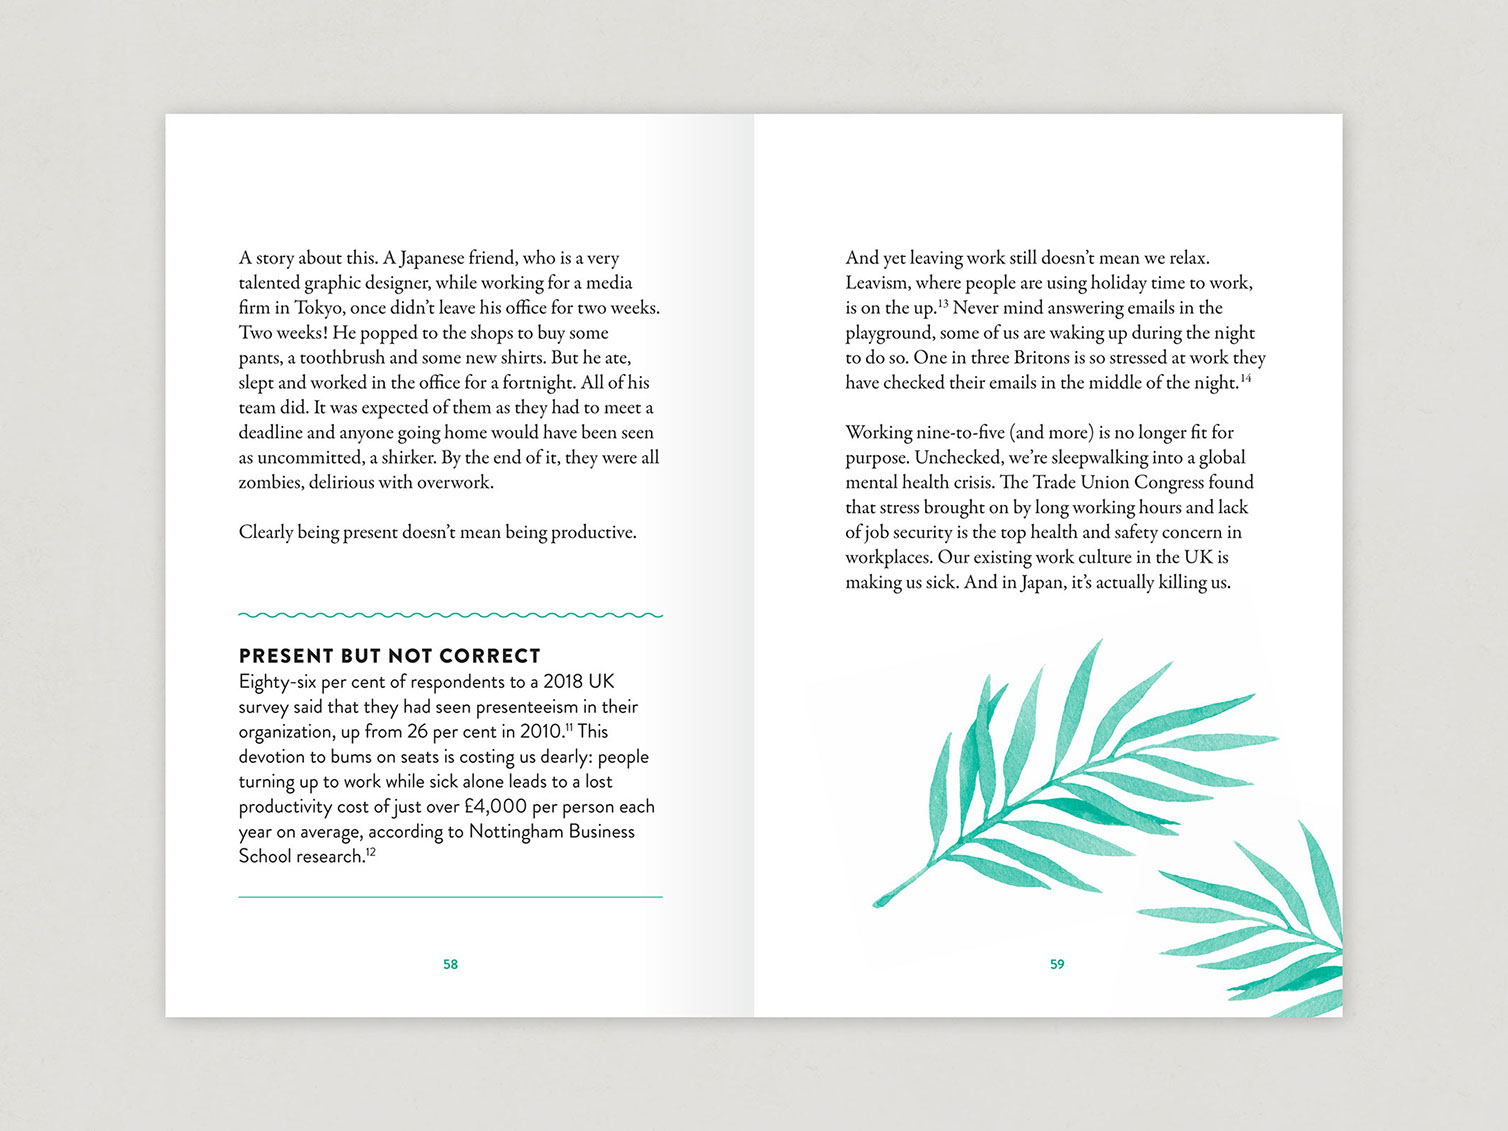 A story about this. A Japanese friend, who is a very
talented graphic designer, while working for a media
firm in Tokyo, once didn’t leave his office for two weeks.
Two weeks! He popped to the shops to buy some
pants, a toothbrush and some new shirts. But he ate,
slept and worked in the office for a fortnight. All of his
team did. It was expected of them as they had to meet a
deadline and anyone going home would have been seen
as uncommitted, a shirker. By the end of it, they were all
zombies, delirious with overwork.
Clearly being present doesn’t mean being productive.
PRESENT BUT NOT CORRECT
Eighty-six per cent of respondents to a 2018 UK
survey said that they had seen presenteeism in their
organization, up from 26 per cent in 2010.¹¹ This
devotion to bums on seats is costing us dearly: people
turning up to work while sick alone leads to a lost
productivity cost of just over £4,000 per person each
year on average, according to Nottingham Business
School research.¹²
58
And yet leaving work still doesn’t mean we relax.
Leavism, where people are using holiday time to work,
is on the up.¹³ Never mind answering emails in the
playground, some of us are waking up during the night
to do so. One in three Britons is so stressed at work they
have checked their emails in the middle of the night.¹⁴
Working nine-to-five (and more) is no longer fit for
purpose. Unchecked, we’re sleepwalking into a global
mental health crisis. The Trade Union Congress found
that stress brought on by long working hours and lack
of job security is the top health and safety concern in
workplaces. Our existing work culture in the UK is
making us sick. And in Japan, it’s actually killing us.
59